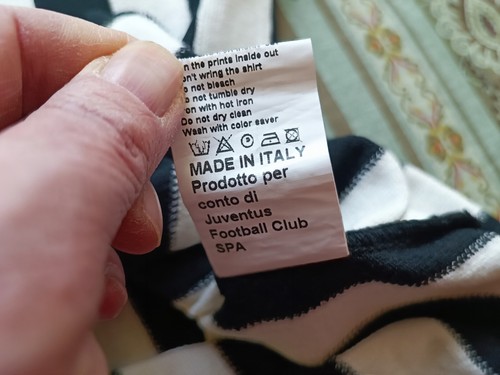 n the prints inside out
n't wring the shirt
o not bleach
o not tumble dry
on with hot iron
Do not dry clean
Wash with color saver
MADE IN ITALY
Prodotto per
conto di
Juventus
Football Club
SPA